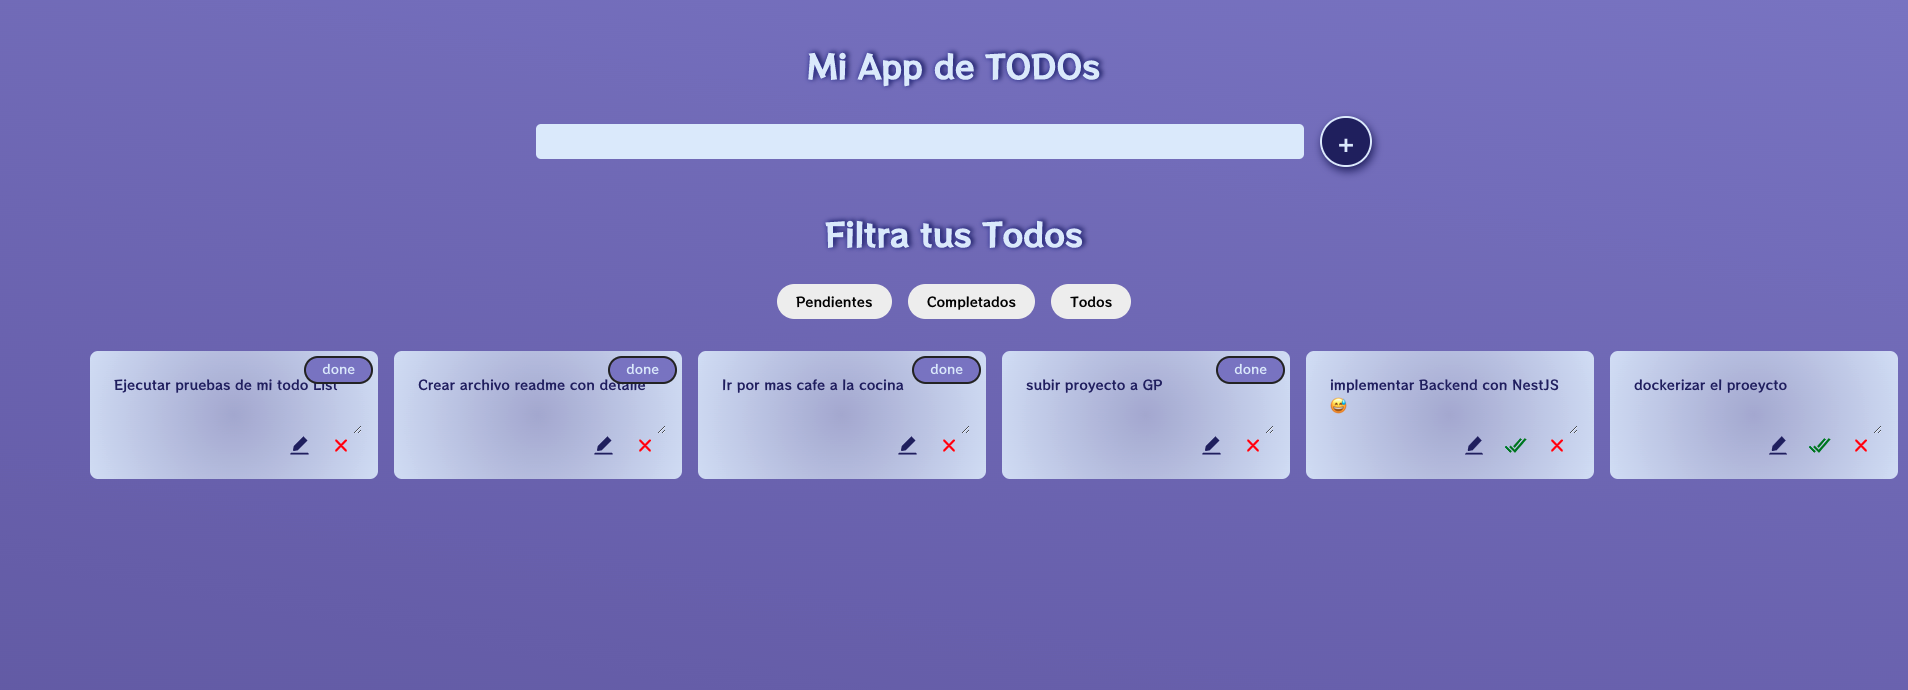 Mi App de TODOs
+
Filtra tus Todos
Pendientes Completados Todos
done
Ejecutar pruebas de mi todo List
done
Crear archivo readme con detalle
done
Ir por mas cafe a la cocina
done
subir proyecto a GP
implementar Backend con NestJS
😅
dockerizar el proeycto